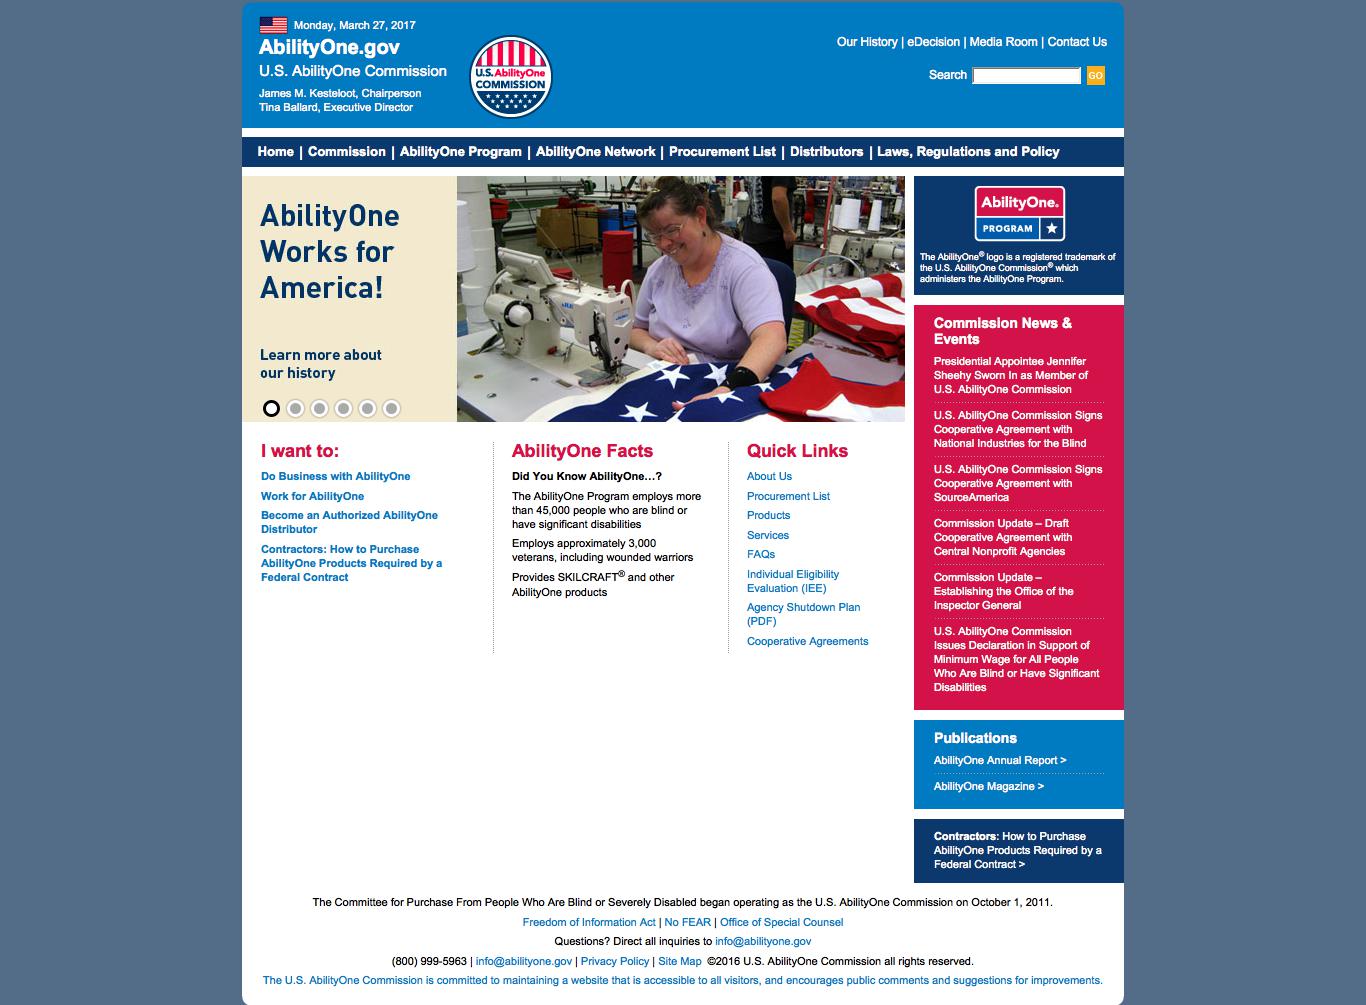 Monday, March 27, 2017
AbilityOne.gov
U.S. AbilityOne Commission
James M. Kesteloot, Chairperson
Tina Ballard, Executive Director
U.S. AbilityOne
COMMISSION
Our History | eDecision | Media Room | Contact Us
Search GO
Home | Commission | AbilityOne Program | AbilityOne Network | Procurement List | Distributors | Laws, Regulations and Policy
AbilityOne
Works for
America!
Learn more about
our history
AbilityOne®
PROGRAM
The AbilityOne® logo is a registered trademark of
the U.S. AbilityOne Commission® which
administers the AbilityOne Program.
I want to:
Do Business with AbilityOne
Work for AbilityOne
Become an Authorized AbilityOne
Distributor
Contractors: How to Purchase
AbilityOne Products Required by a
Federal Contract
AbilityOne Facts
Did You Know AbilityOne...?
The AbilityOne Program employs more
than 45,000 people who are blind or
have significant disabilities
Employs approximately 3,000
veterans, including wounded warriors
Provides SKILCRAFT® and other
AbilityOne products
Quick Links
About Us
Procurement List
Products
Services
FAQs
Individual Eligibility
Evaluation (IEE)
Agency Shutdown Plan
(PDF)
Cooperative Agreements
Commission News &
Events
Presidential Appointee Jennifer
Sheehy Sworn In as Member of
U.S. AbilityOne Commission
U.S. AbilityOne Commission Signs
Cooperative Agreement with
National Industries for the Blind
U.S. AbilityOne Commission Signs
Cooperative Agreement with
SourceAmerica
Commission Update – Draft
Cooperative Agreement with
Central Nonprofit Agencies
Commission Update –
Establishing the Office of the
Inspector General
U.S. AbilityOne Commission
Issues Declaration in Support of
Minimum Wage for All People
Who Are Blind or Have Significant
Disabilities
Publications
AbilityOne Annual Report >
AbilityOne Magazine >
Contractors: How to Purchase
AbilityOne Products Required by a
Federal Contract >
The Committee for Purchase From People Who Are Blind or Severely Disabled began operating as the U.S. AbilityOne Commission on October 1, 2011.
Freedom of Information Act | No FEAR | Office of Special Counsel
Questions? Direct all inquiries to info@abilityone.gov
(800) 999-5963 | info@abilityone.gov | Privacy Policy | Site Map ©2016 U.S. AbilityOne Commission all rights reserved.
The U.S. AbilityOne Commission is committed to maintaining a website that is accessible to all visitors, and encourages public comments and suggestions for improvements.